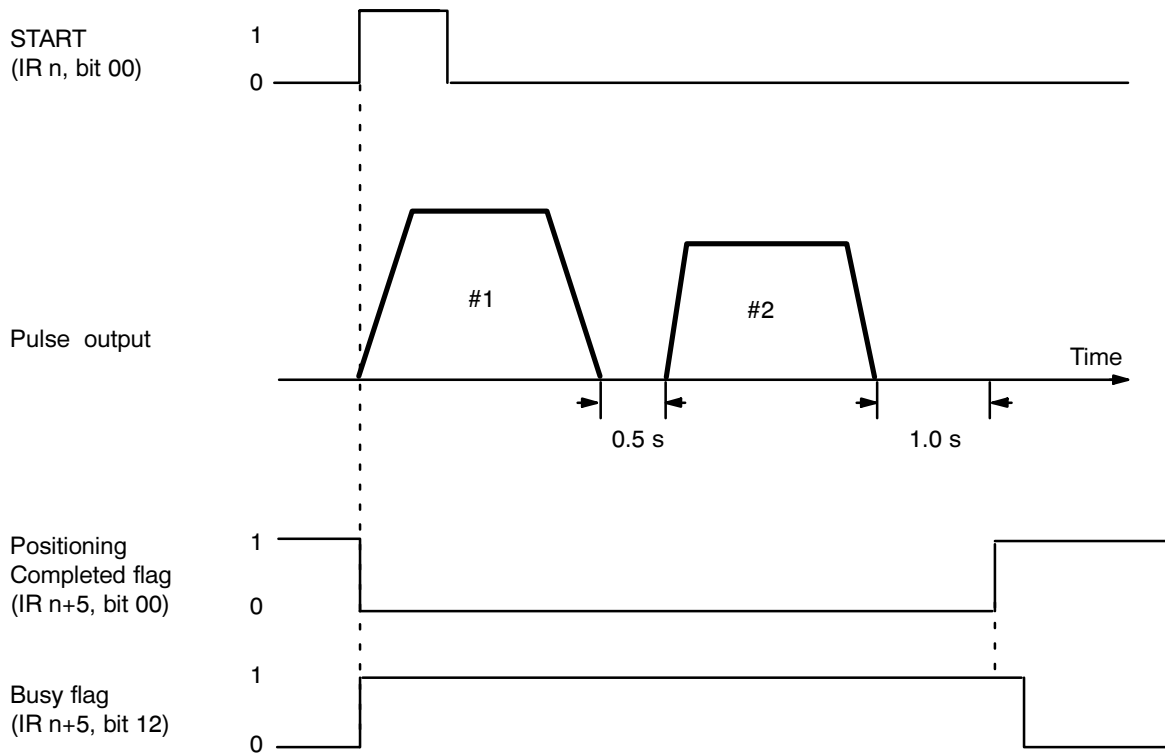 START
(IR n, bit 00)
1
0
Pulse output
#1
#2
Time
0.5 s
1.0 s
Positioning
Completed flag
(IR n+5, bit 00)
1
0
Busy flag
(IR n+5, bit 12)
1
0